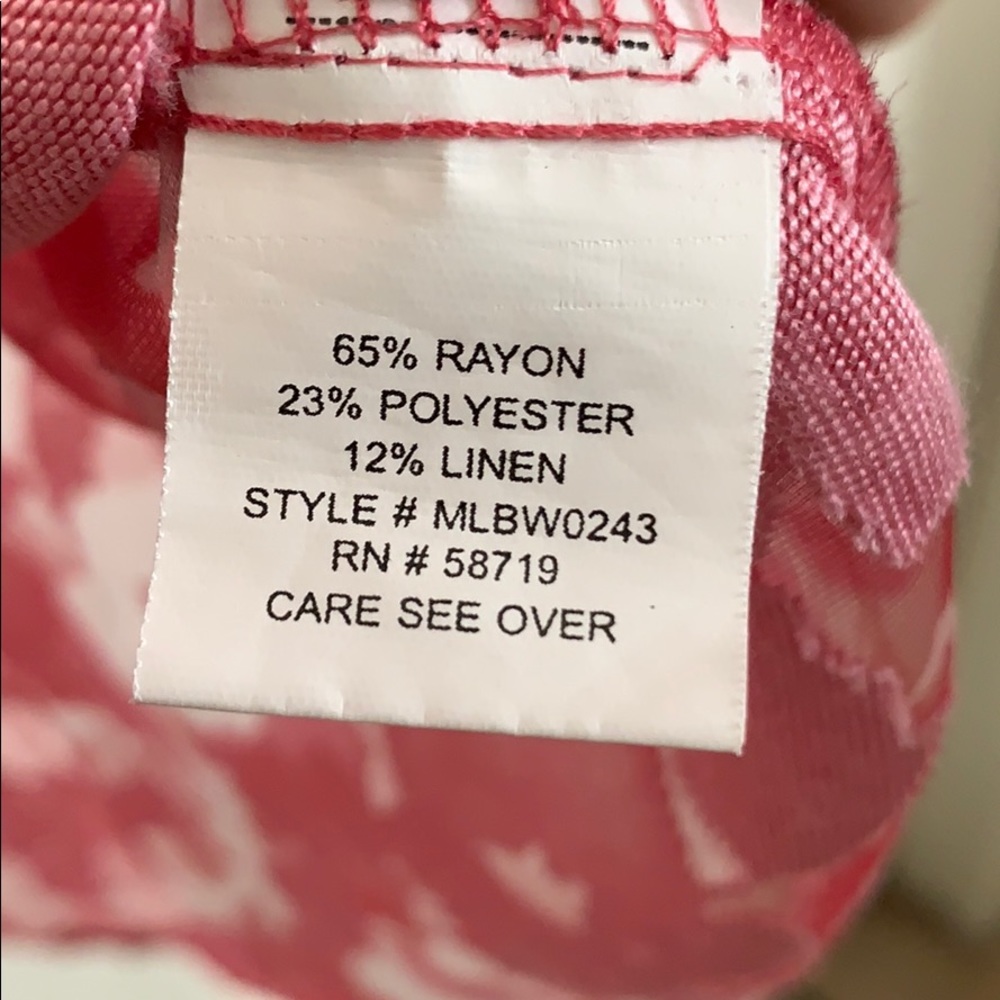 65% RAYON
23% POLYESTER
12% LINEN
STYLE # MLBW0243
RN # 58719
CARE SEE OVER